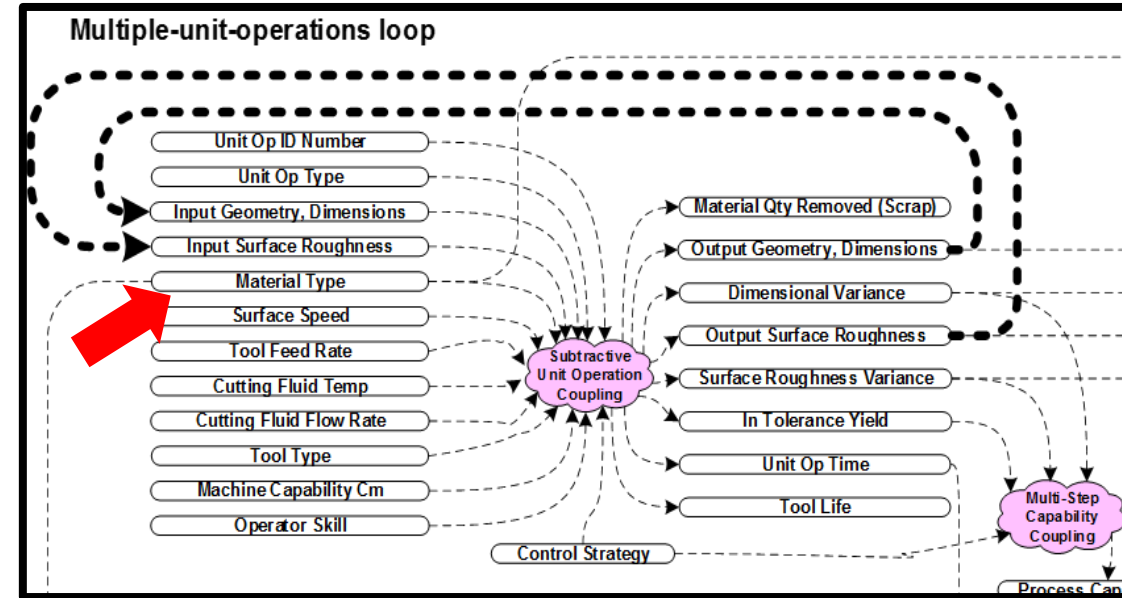 Multiple-unit-operations loop
Unit Op ID Number
Unit Op Type
Input Geometry, Dimensions
Input Surface Roughness
Material Type
Surface Speed
Tool Feed Rate
Cutting Fluid Temp
Cutting Fluid Flow Rate
Tool Type
Machine Capability Cm
Operator Skill
Control Strategy
Subtractive
Unit Operation
Coupling
Material Qty Removed (Scrap)
Output Geometry, Dimensions
Dimensional Variance
Output Surface Roughness
Surface Roughness Variance
In Tolerance Yield
Unit Op Time
Tool Life
Multi-Step
Capability
Coupling
Process Cap